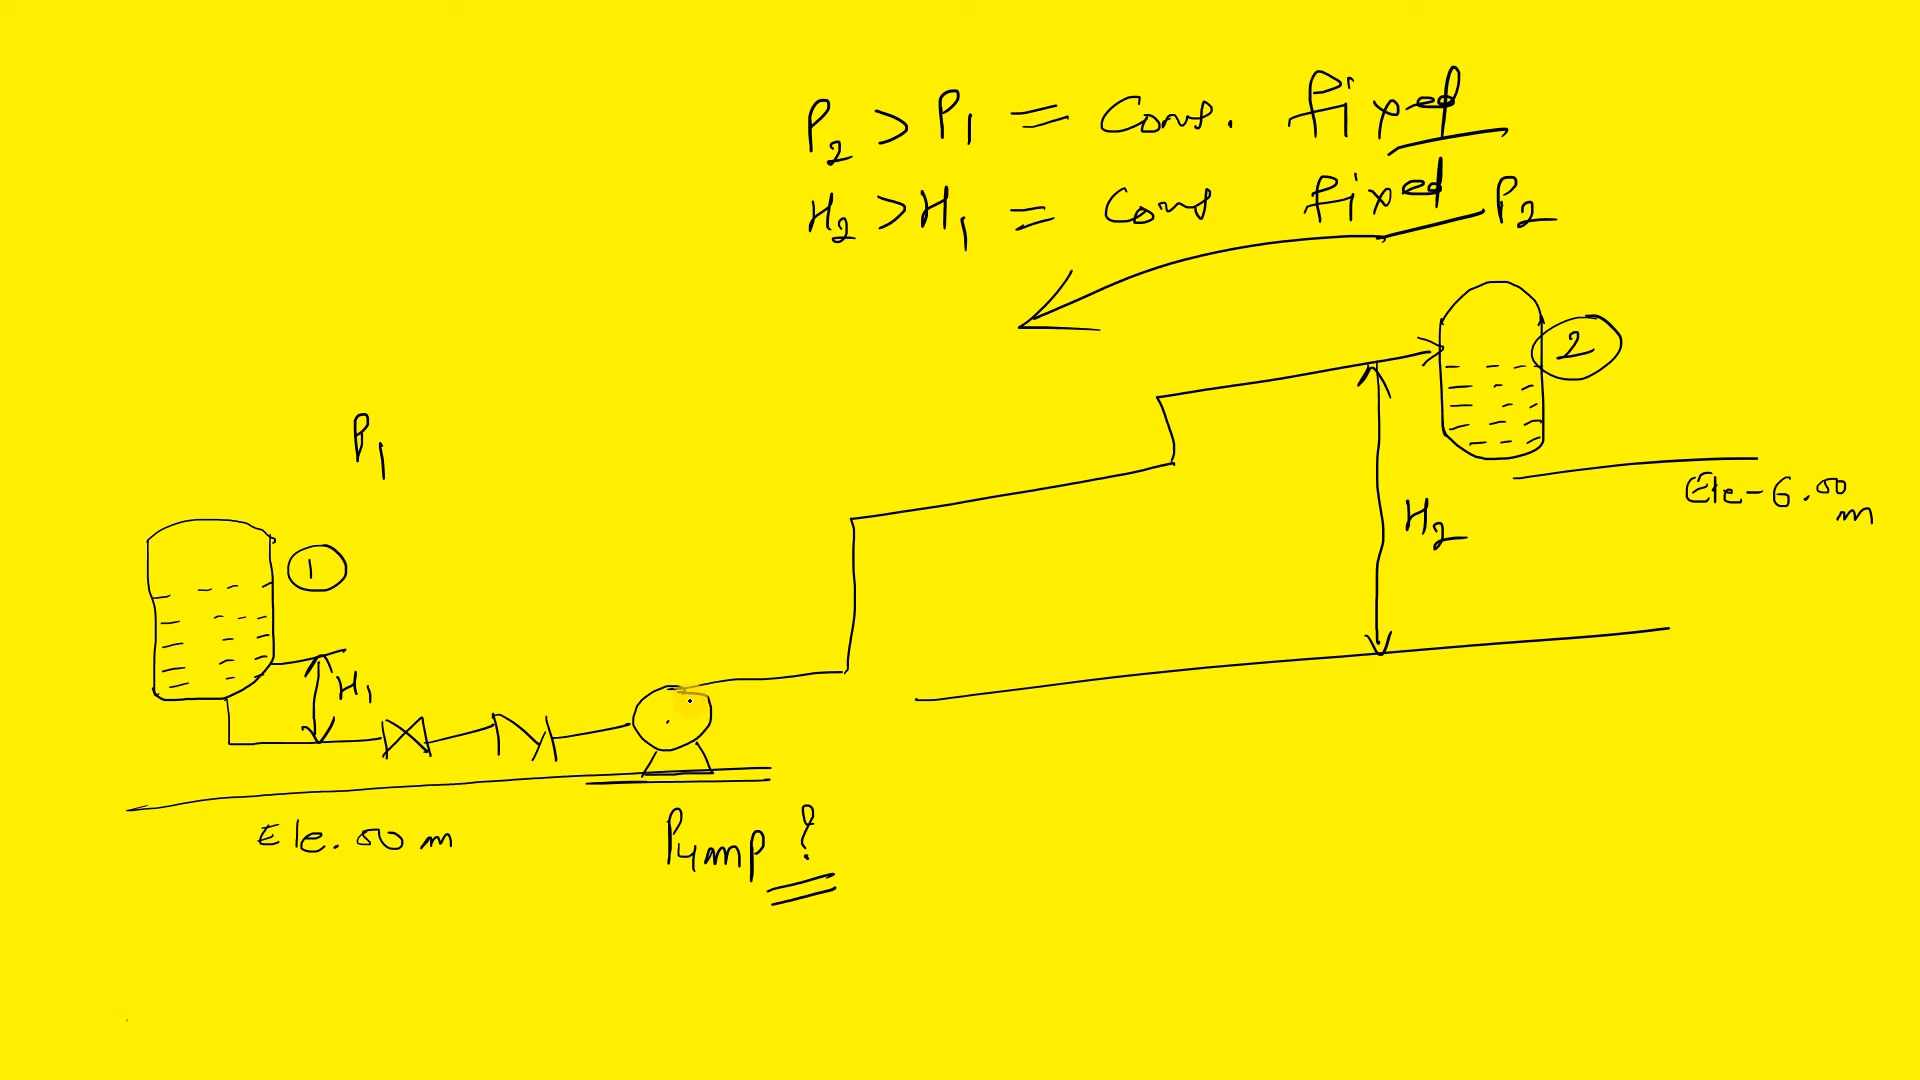 P2 > P1 = Cons. fixed
H2 > H1 = Cons fixed
P2
2
P1
Ele-6.00 m
H2
1
H1
Ele.00 m
Pump ?